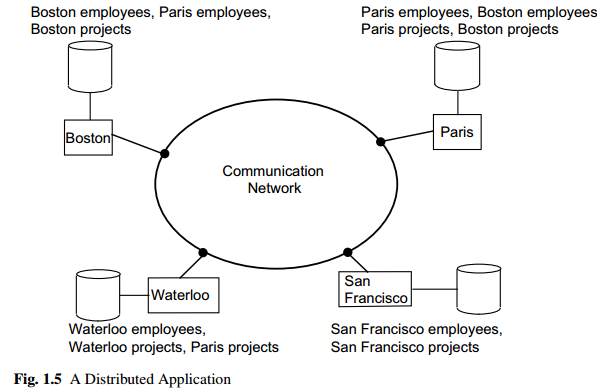 Boston employees, Paris employees,
Boston projects
Paris employees, Boston employees
Paris projects, Boston projects
Boston
Paris
Communication
Network
Waterloo
San
Francisco
Waterloo employees,
Waterloo projects, Paris projects
San Francisco employees,
San Francisco projects
Fig. 1.5 A Distributed Application